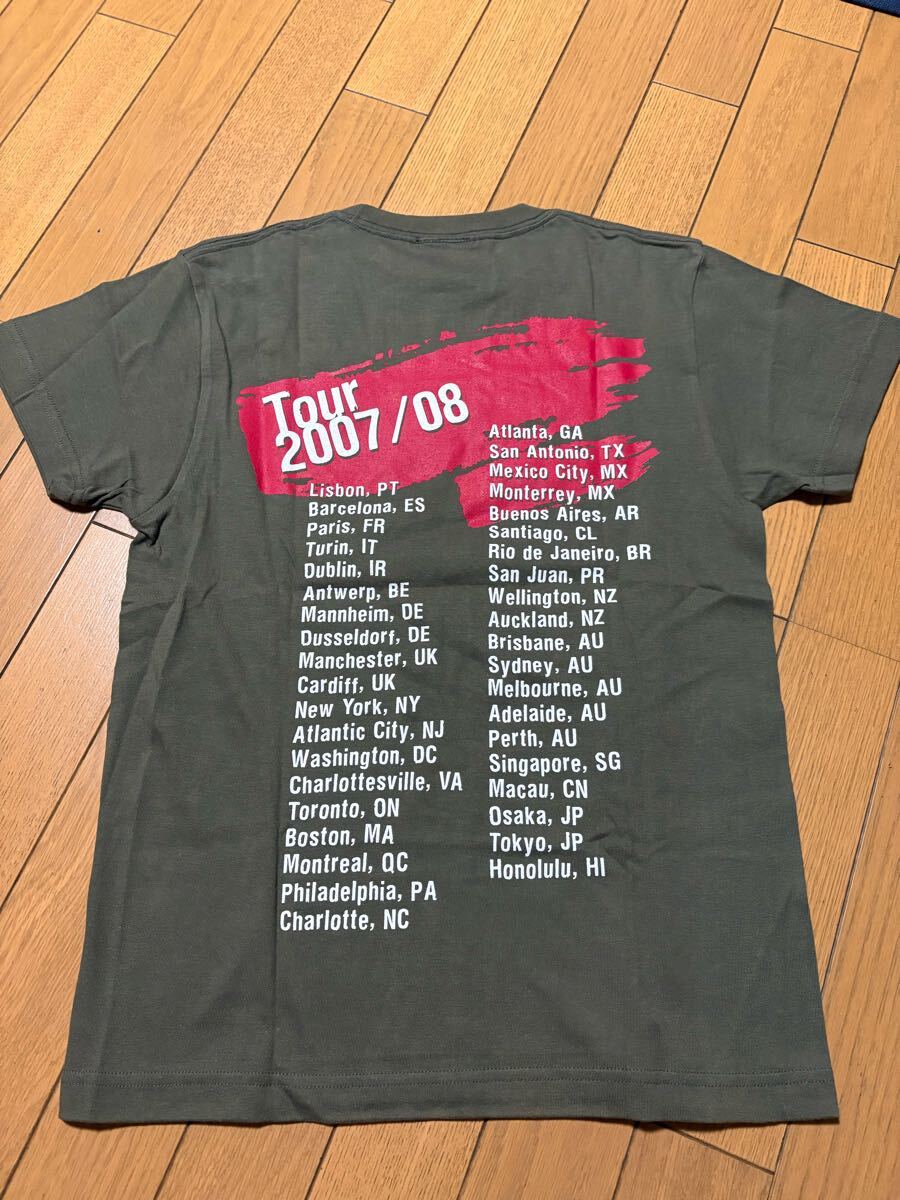 Tour
2007/08
Lisbon, PT
Barcelona, ES
Paris, FR
Turin, IT
Dublin, IR
Antwerp, BE
Mannheim, DE
Dusseldorf, DE
Manchester, UK
Cardiff, UK
New York, NY
Atlantic City, NJ
Washington, DC
Charlottesville, VA
Toronto, ON
Boston, MA
Montreal, QC
Philadelphia, PA
Charlotte, NC
Atlanta, GA
San Antonio, TX
Mexico City, MX
Monterrey, MX
Buenos Aires, AR
Santiago, CL
Rio de Janeiro, BR
San Juan, PR
Wellington, NZ
Auckland, NZ
Brisbane, AU
Sydney, AU
Melbourne, AU
Adelaide, AU
Perth, AU
Singapore, SG
Macau, CN
Osaka, JP
Tokyo, JP
Honolulu, HI